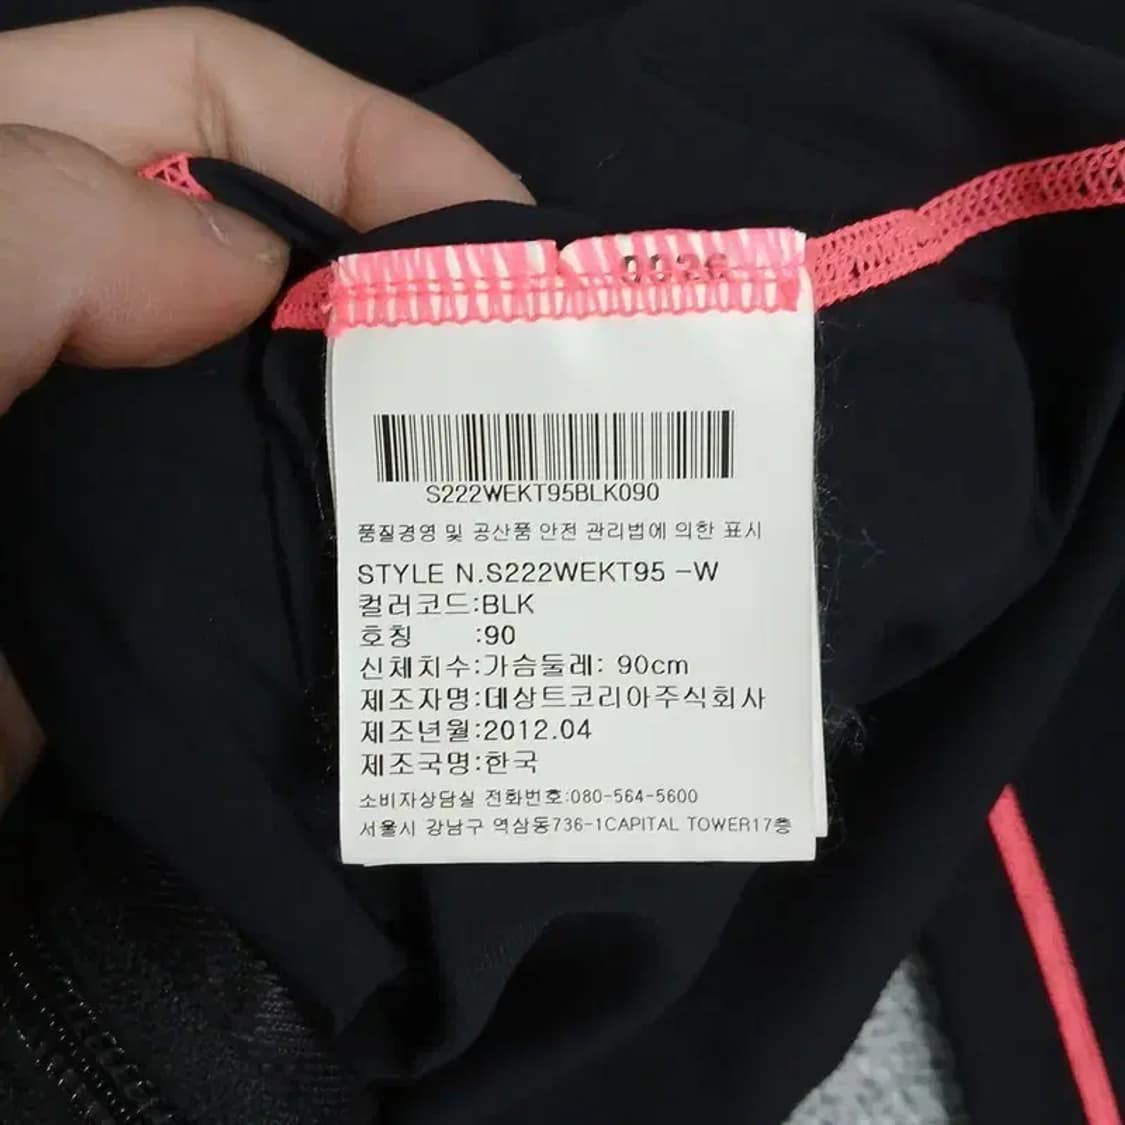 0026
S222WEKT95BLK090
품질경영 및 공산품 안전 관리법에 의한 표시
STYLE N.S222WEKT95 -W
컬러코드:BLK
호칭 :90
신체치수:가슴둘레: 90cm
제조자명:데상트코리아주식회사
제조년월:2012.04
제조국명:한국
소비자상담실 전화번호:080-564-5600
서울시 강남구 역삼동736-1CAPITAL TOWER17층